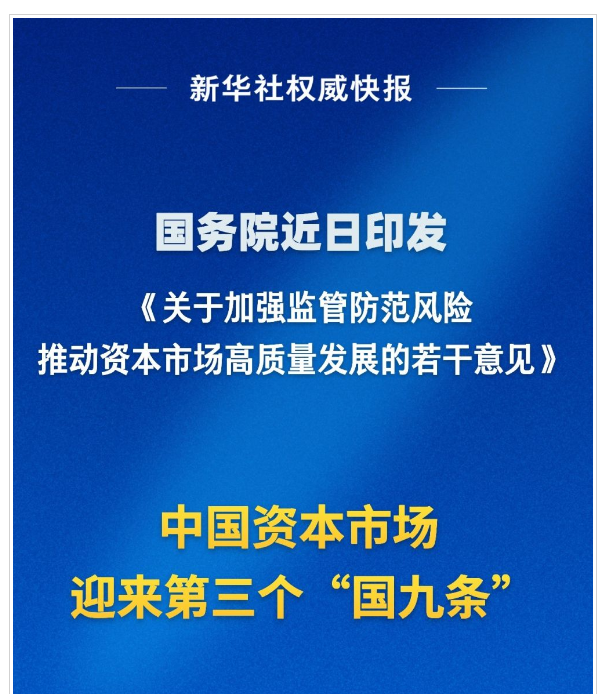 新华社权威快报
国务院近日印发
《关于加强监管防范风险
推动资本市场高质量发展的若干意见》
中国资本市场
迎来第三个“国九条”